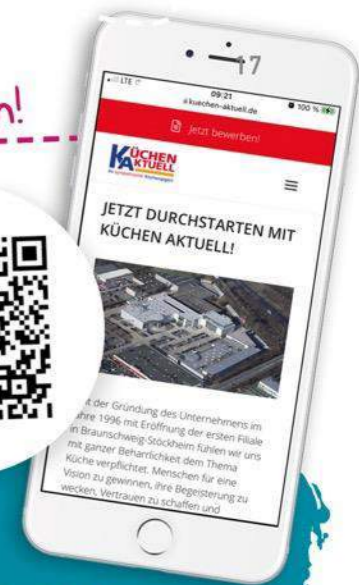 n!
17
LTE
09:21
100 %
kuechen-aktuell.de
Jetzt bewerben!
KÜCHEN
AKTUELL
JETZT DURCHSTARTEN MIT
KÜCHEN AKTUELL!
t der Gründung des Unternehmens im
hre 1996 mit Eröffnung der ersten Filiale
in Braunschweig-Stöckheim fühlen wir uns
mit ganzer Beharrlichkeit dem Thema
Küche verpflichtet. Menschen für eine
Vision zu gewinnen, ihre Begeisterung zu
wecken, Vertrauen zu schaffen und